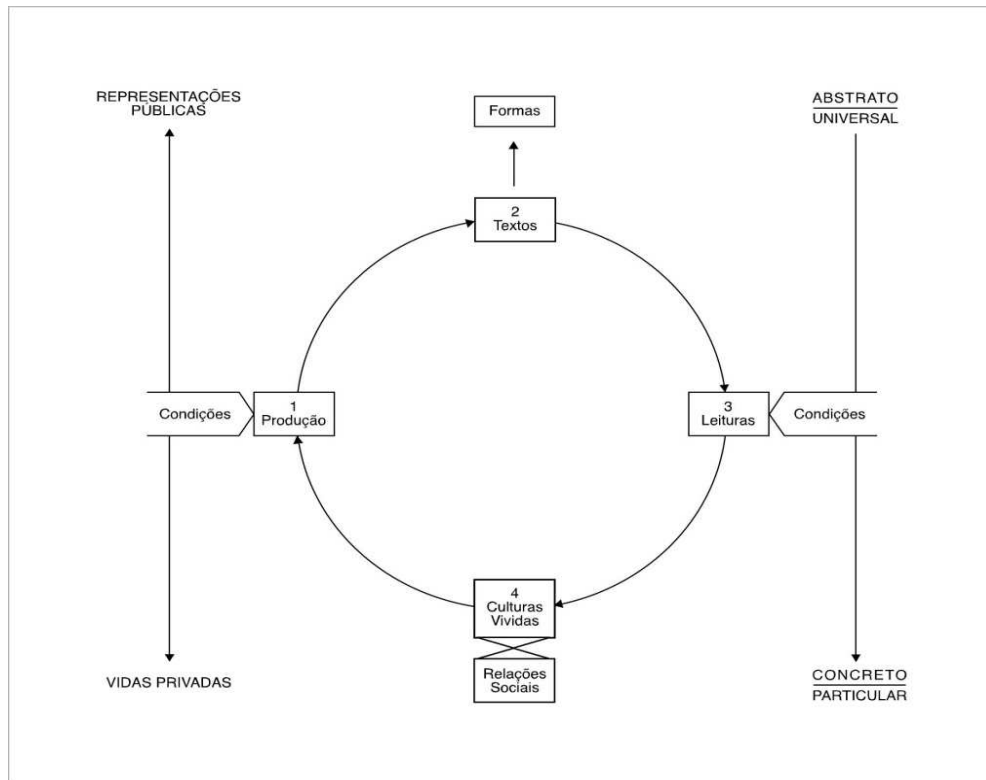 REPRESENTAÇÕES
PÚBLICAS
Formas
ABSTRATO
UNIVERSAL
2
Textos
Condições
1
Produção
3
Leituras
Condições
4
Culturas
Vividas
Relações
Sociais
VIDAS PRIVADAS
CONCRETO
PARTICULAR